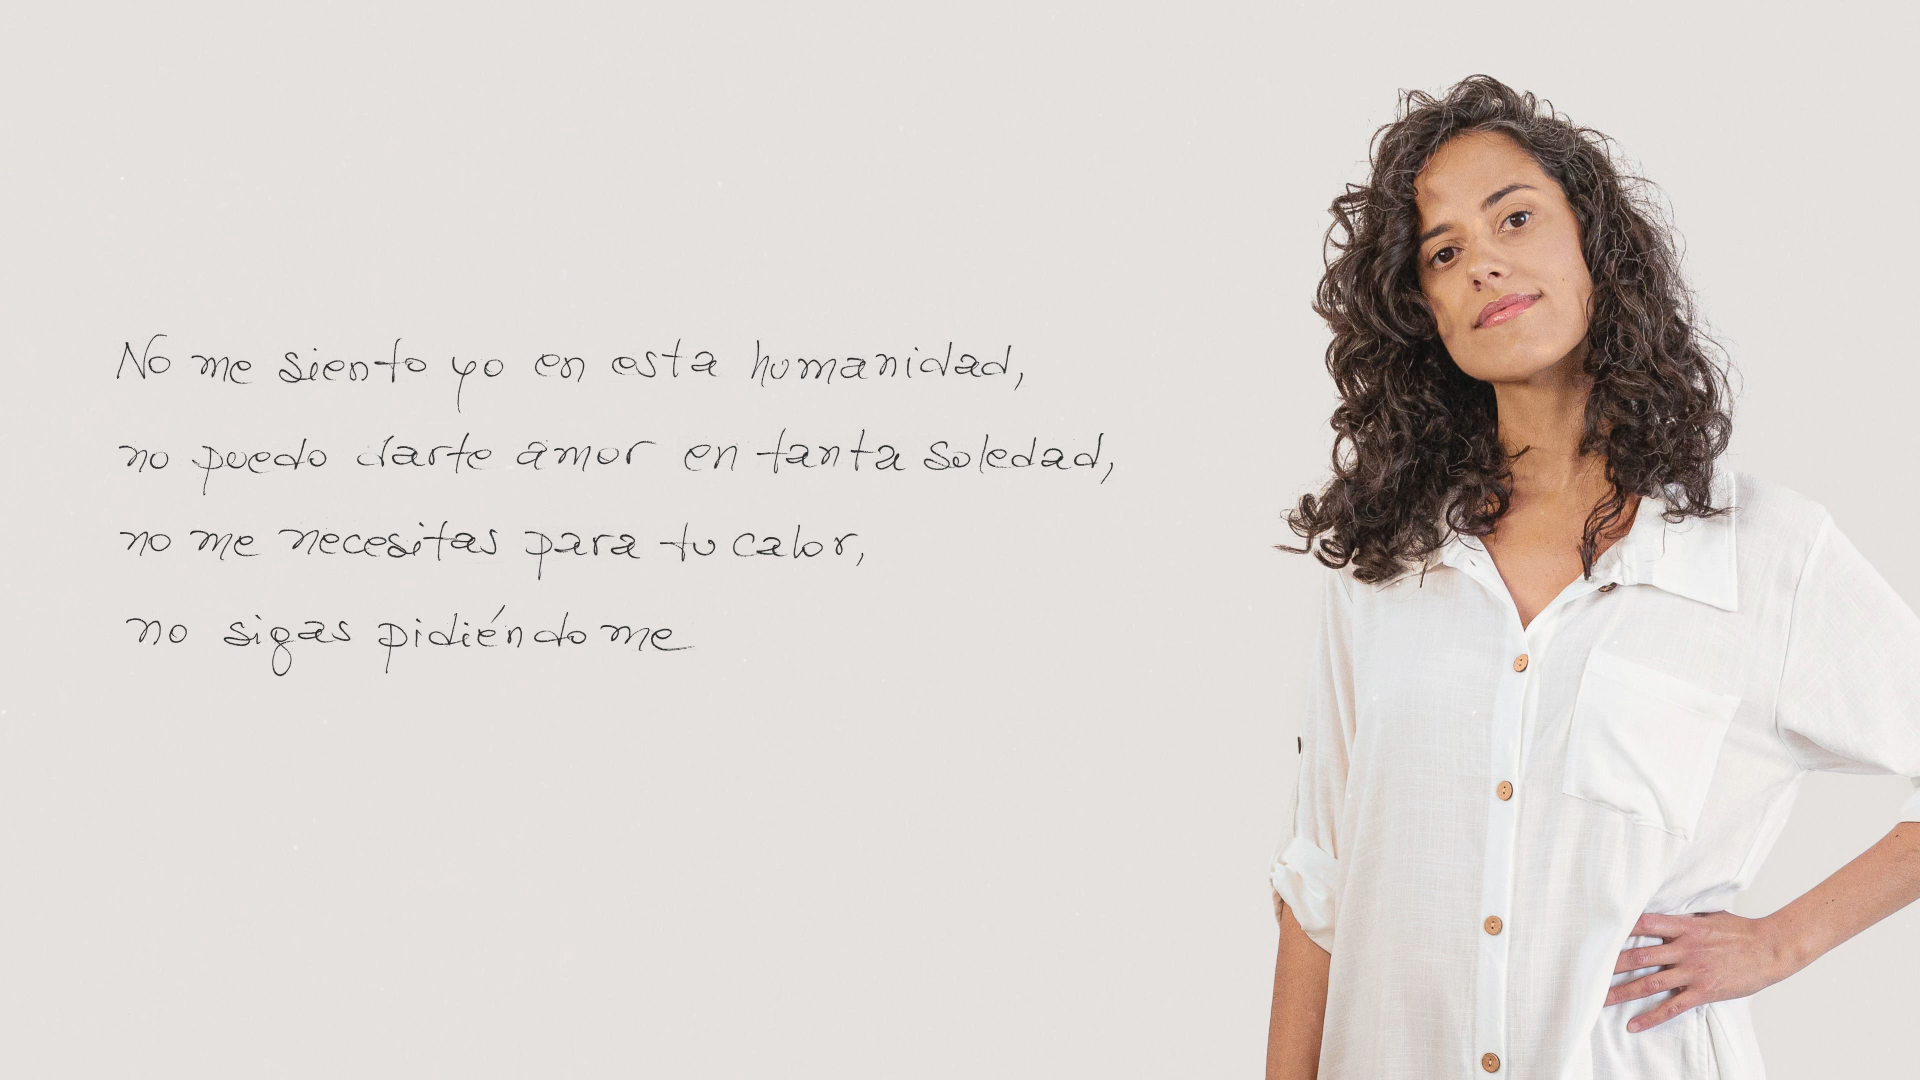 No me siento yo en esta humanidad,
no puedo darte amor en tanta soledad,
no me necesitas para tu calor,
no sigas pidiéndome